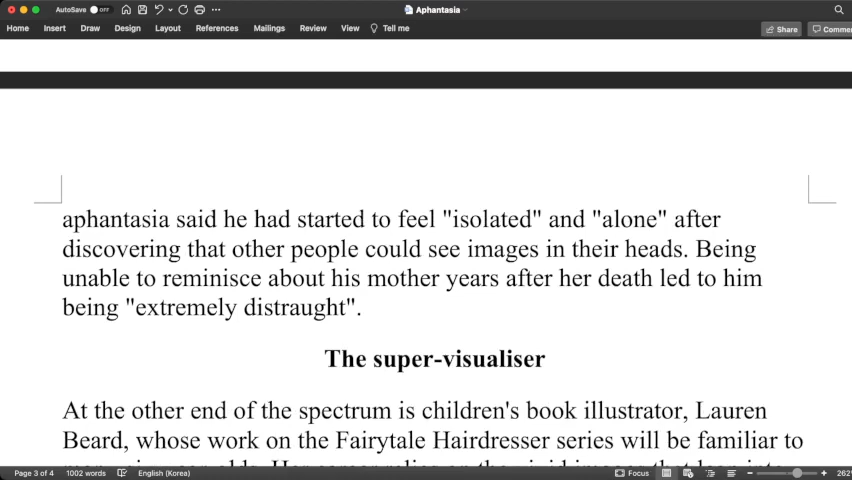 AutoSave OFF
Aphantasia
Home Insert Draw Design Layout References Mailings Review View Tell me
Share
aphantasia said he had started to feel "isolated" and "alone" after
discovering that other people could see images in their heads. Being
unable to reminisce about his mother years after her death led to him
being "extremely distraught".
The super-visualiser
At the other end of the spectrum is children's book illustrator, Lauren
Beard, whose work on the Fairytale Hairdresser series will be familiar to
Page 3 of 4 1002 words English (Korea) Focus